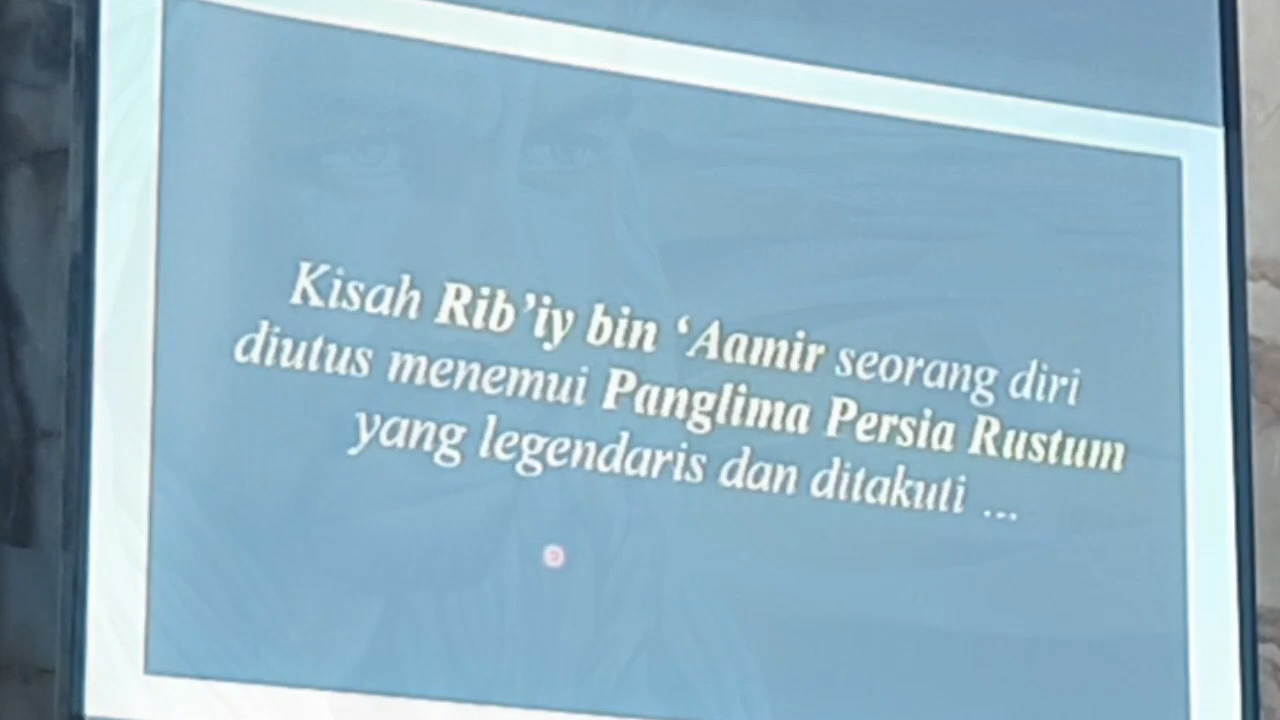 Kisah Rib’iy bin ‘Aamir seorang diri
diutus menemui Panglima Persia Rustum
yang legendaris dan ditakuti ...